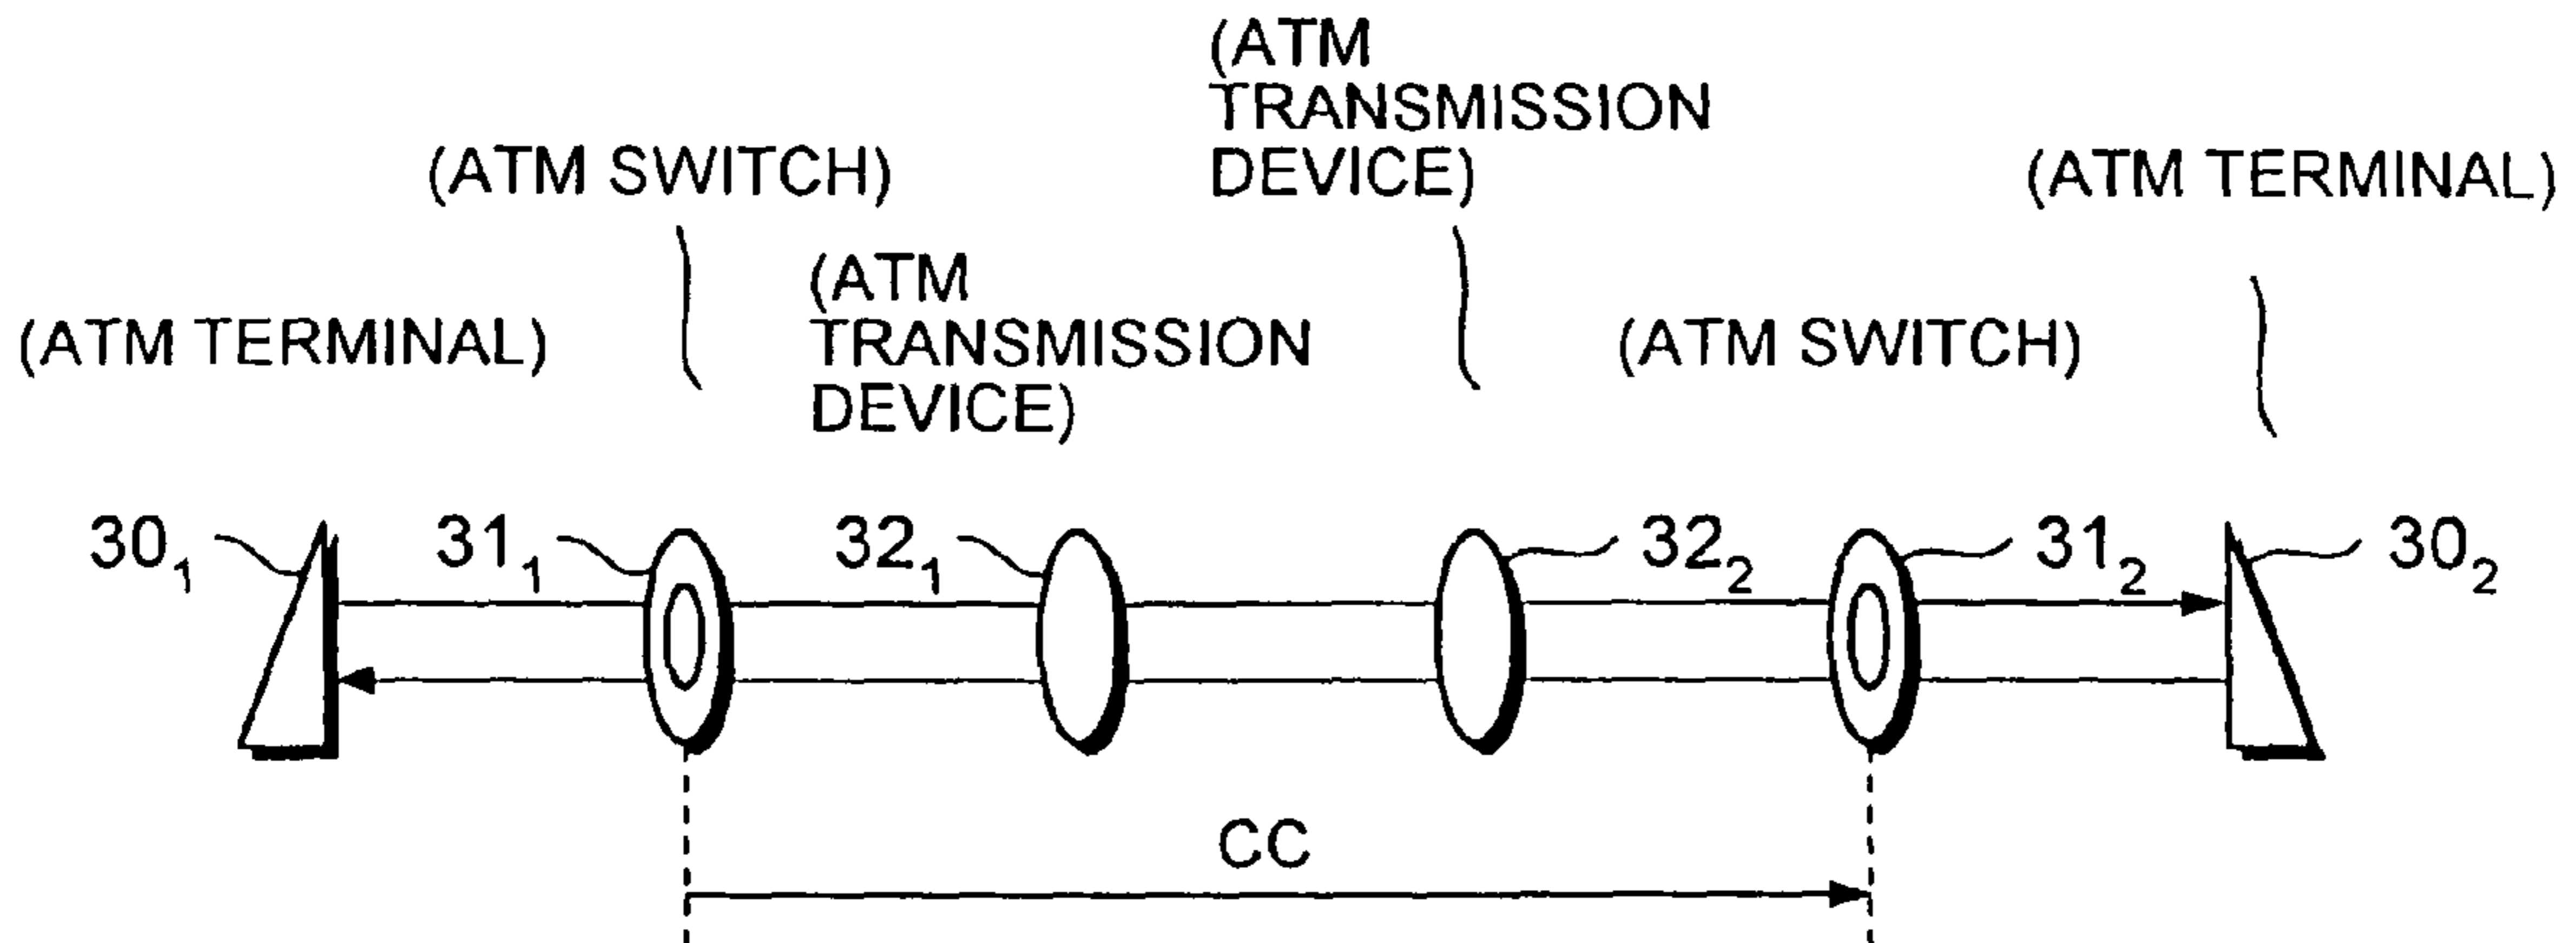 (ATM
TRANSMISSION
DEVICE)
(ATM SWITCH)
(ATM TERMINAL)
(ATM
TRANSMISSION
DEVICE)
(ATM TERMINAL)
(ATM SWITCH)
30₁ 31₁ 32₁ 32₂ 31₂ 30₂
CC